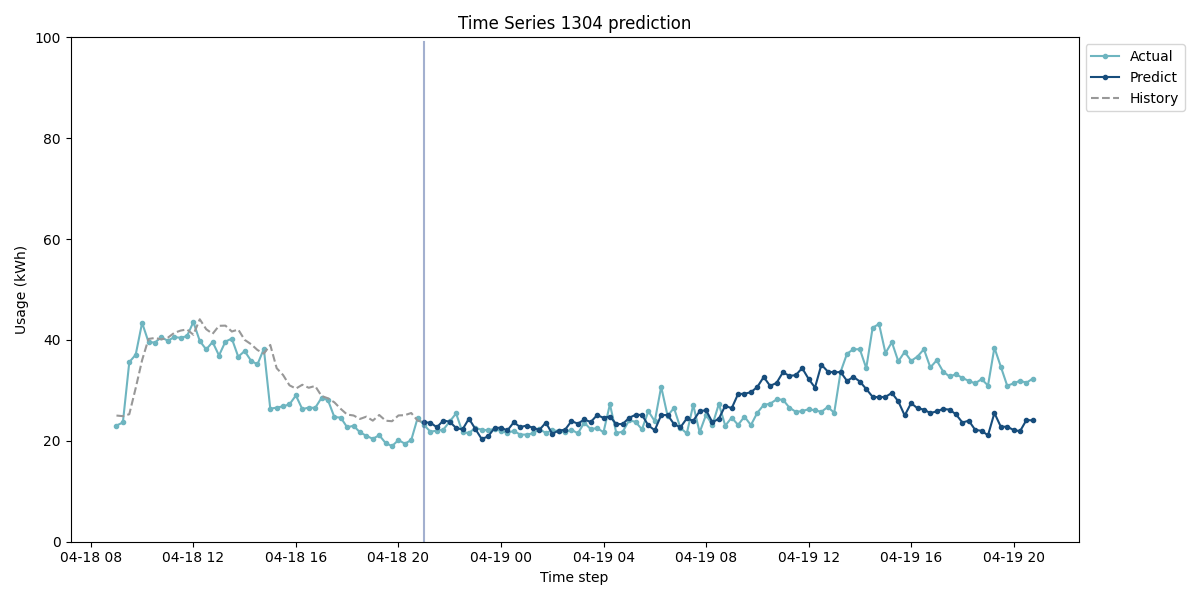 Time Series 1304 prediction
Usage (kWh)
100
80
60
40
20
0
04-18 08
04-18 12
04-18 16
04-18 20
04-19 00
04-19 04
04-19 08
04-19 12
04-19 16
04-19 20
Time step
Actual
Predict
History